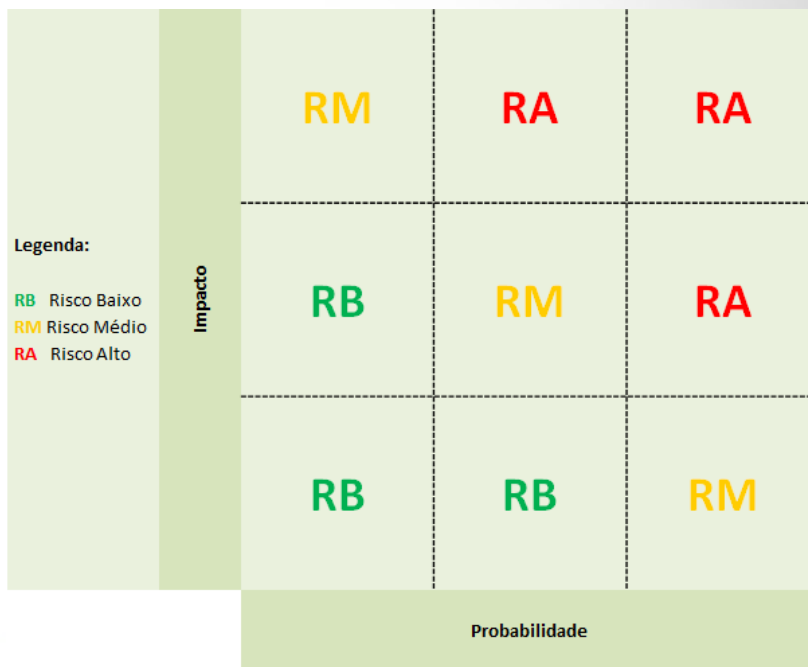 RM RA RA
Legenda:
RB Risco Baixo
RM Risco Médio
RA Risco Alto
Impacto
RB RM RA
RB RB RM
Probabilidade